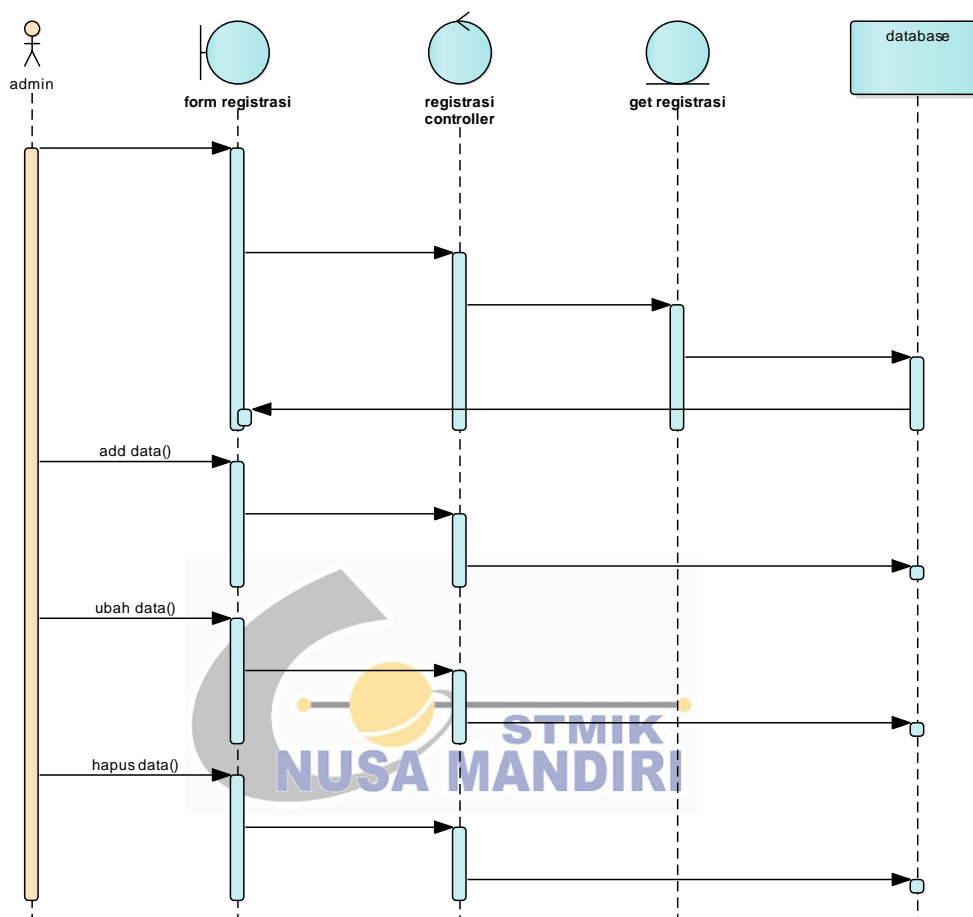 admin
form registrasi
registrasi
controller
get registrasi
database
add data()
ubah data()
hapus data()
STMIK
NUSA MANDIRI